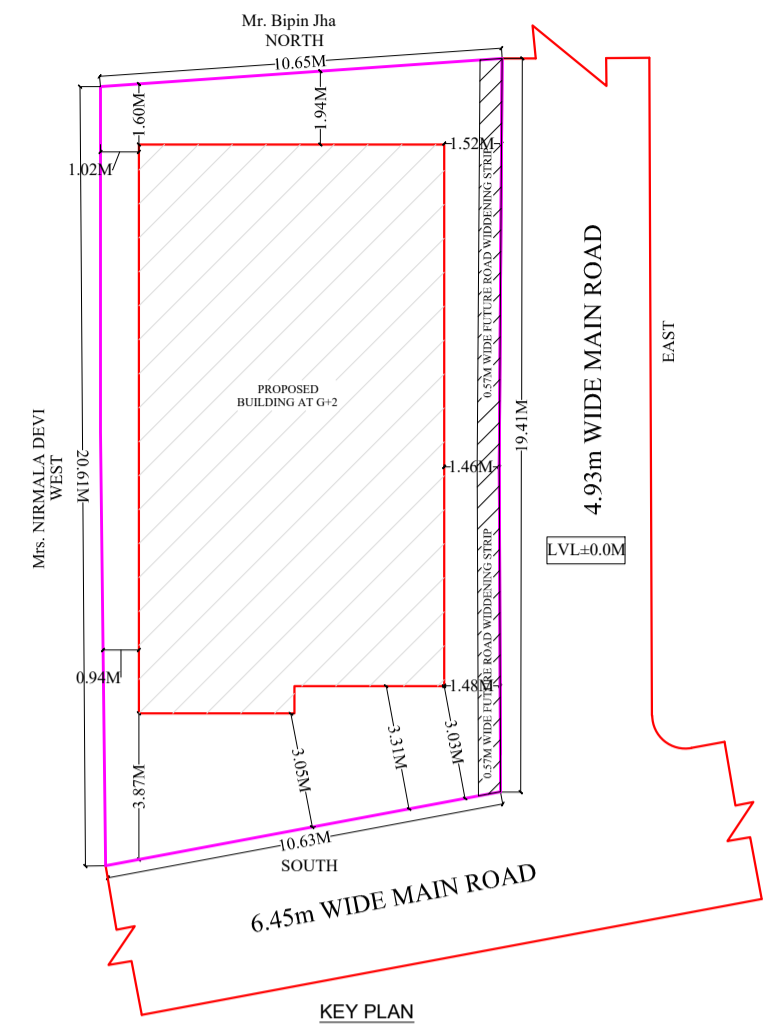 Mr. Bipin Jha
NORTH
10.65M
1.60M
1.94M
1.52M
1.02M
0.57M WIDE FUTURE ROAD WIDDENING STRIP
4.93m WIDE MAIN ROAD
EAST
PROPOSED
BUILDING AT G+2
19.41M
Mrs. NIRMALA DEVI
WEST
20.61M
1.46M
LVL±0.0M
0.57M WIDE FUTURE ROAD WIDDENING STRIP
0.94M
1.48M
3.87M
3.05M
3.31M
3.03M
10.63M
SOUTH
6.45m WIDE MAIN ROAD
KEY PLAN